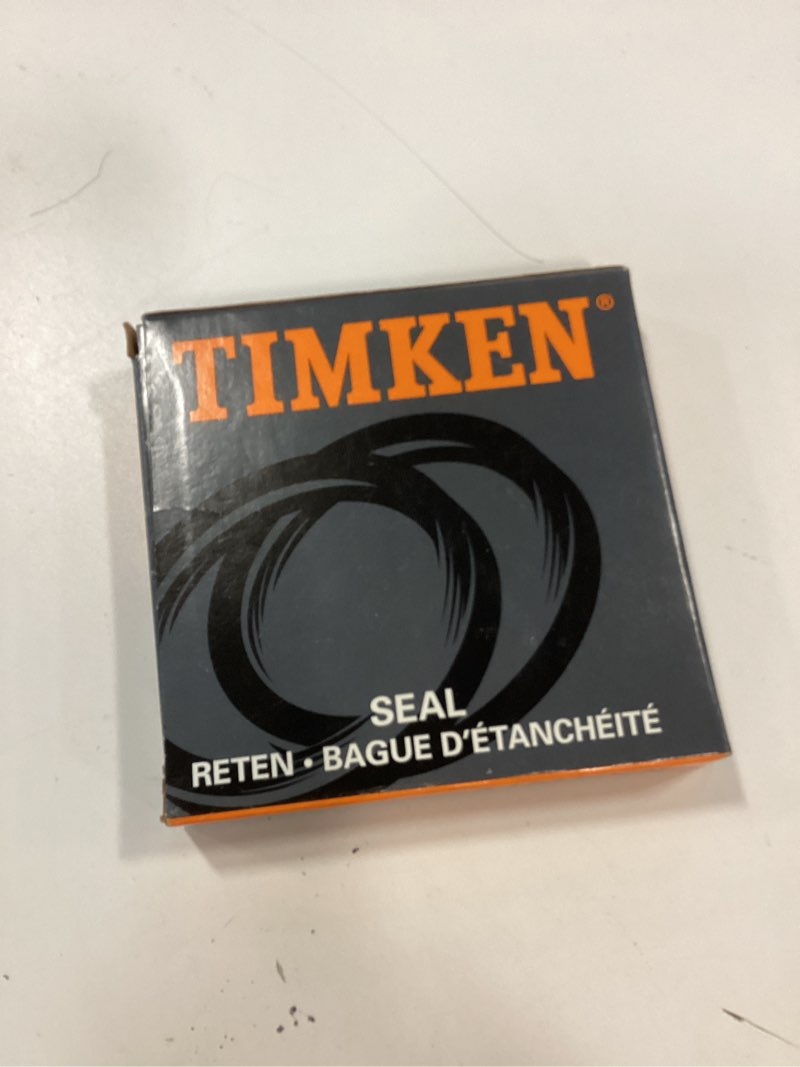 TIMKEN®
SEAL
RETEN • BAGUE D'ÉTANCHÉITÉ